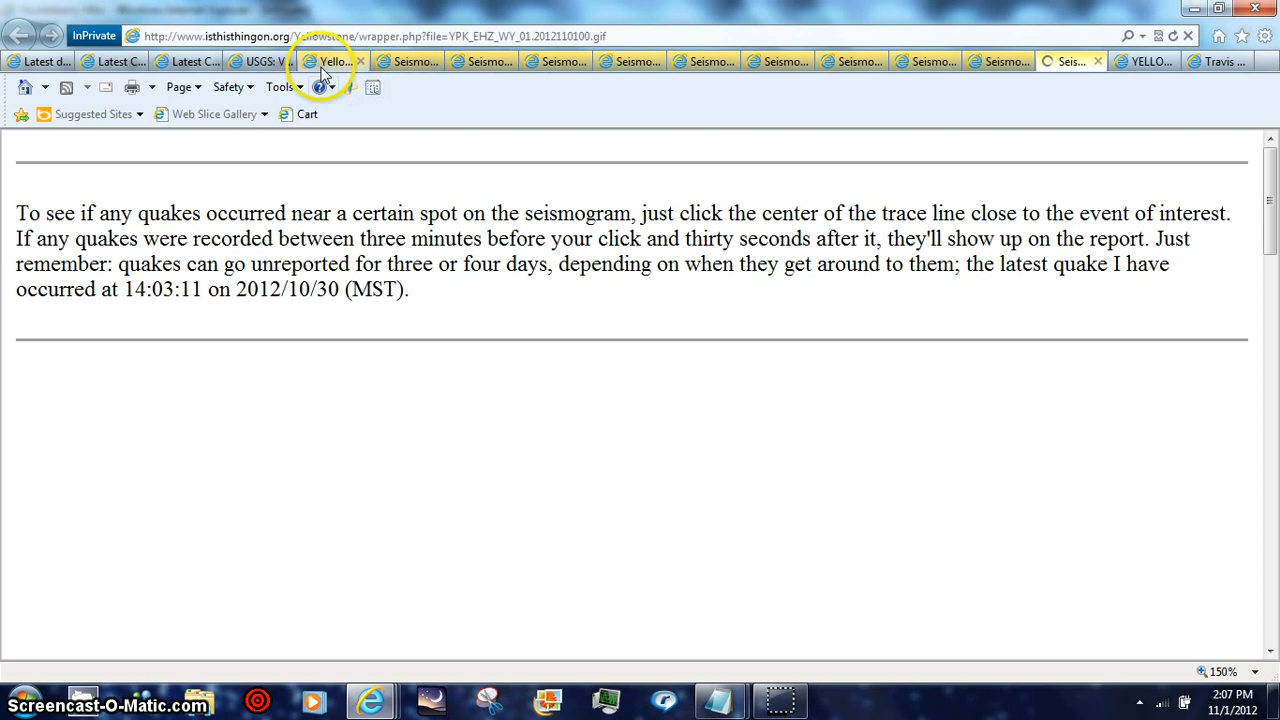 InPrivate http://www.isthisthingon.org/Yellowstone/wrapper.php?file=YPK_EHZ_WY_01.2012110100.gif
Latest d... Latest C... Latest C... USGS: V... Yello... Seismo... Seismo... Seismo... Seismo... Seismo... Seismo... Seismo... Seismo... Seismo... Seis... YELLO... Travis ...
Page Safety Tools
Suggested Sites Web Slice Gallery Cart
To see if any quakes occurred near a certain spot on the seismogram, just click the center of the trace line close to the event of interest.
If any quakes were recorded between three minutes before your click and thirty seconds after it, they'll show up on the report. Just
remember: quakes can go unreported for three or four days, depending on when they get around to them; the latest quake I have
occurred at 14:03:11 on 2012/10/30 (MST).
150%
2:07 PM
11/1/2012
Screencast-O-Matic.com